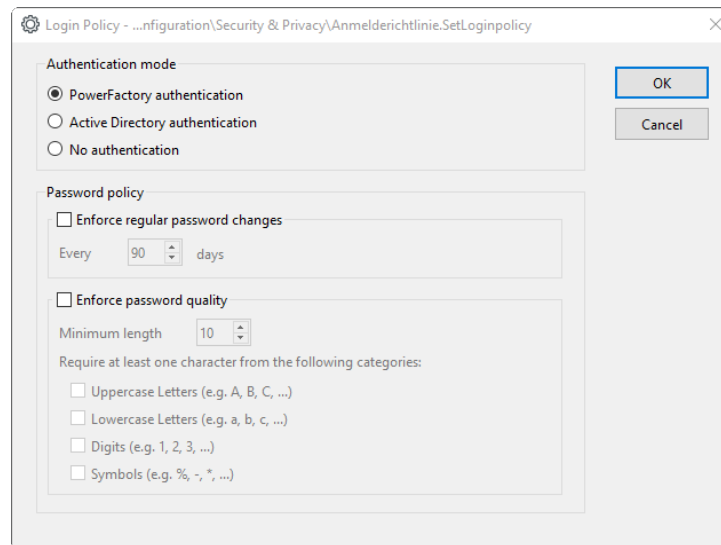 Login Policy - ...nfiguration\Security & Privacy\Anmelderichtlinie.SetLoginpolicy
Authentication mode
PowerFactory authentication
Active Directory authentication
No authentication
OK
Cancel
Password policy
Enforce regular password changes
Every 90 days
Enforce password quality
Minimum length 10
Require at least one character from the following categories:
Uppercase Letters (e.g. A, B, C, ...)
Lowercase Letters (e.g. a, b, c, ...)
Digits (e.g. 1, 2, 3, ...)
Symbols (e.g. %, -, *, ...)